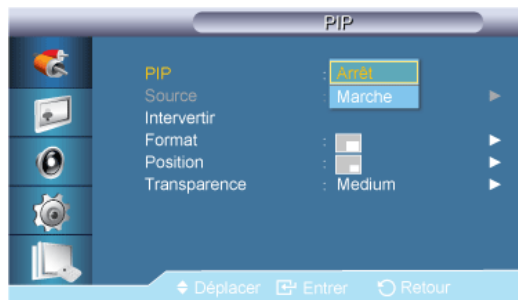 PIP
PIP : Arrêt
Source : Marche
Intervertir
Format :
Position :
Transparence : Medium
Déplacer Entrer Retour